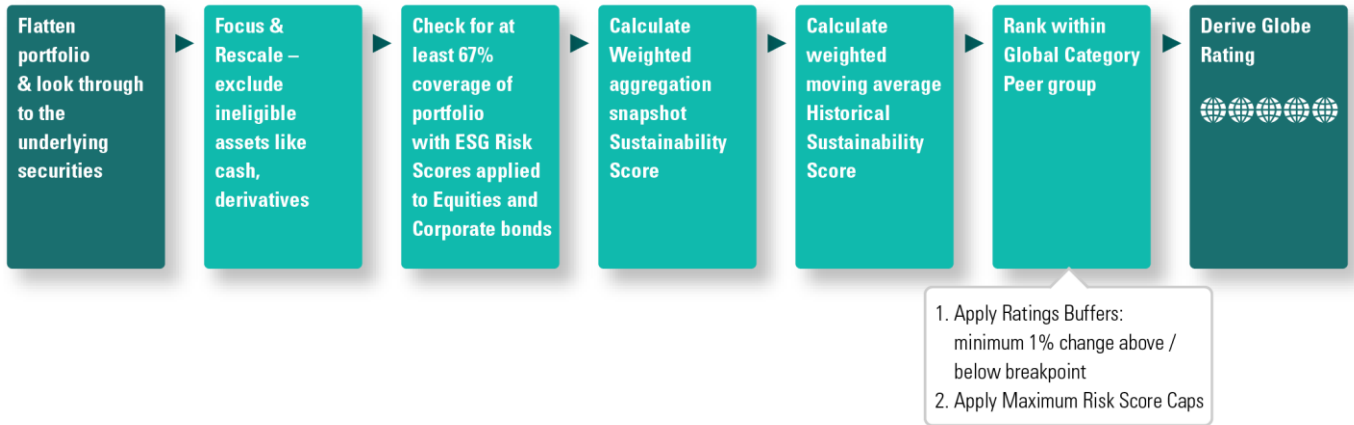 Flatten
portfolio
& look through
to the
underlying
securities
Focus &
Rescale –
exclude
ineligible
assets like
cash,
derivatives
Check for at
least 67%
coverage of
portfolio
with ESG Risk
Scores applied
to Equities and
Corporate bonds
Calculate
Weighted
aggregation
snapshot
Sustainability
Score
Calculate
weighted
moving average
Historical
Sustainability
Score
Rank within
Global Category
Peer group
Derive Globe
Rating
1. Apply Ratings Buffers:
minimum 1% change above /
below breakpoint
2. Apply Maximum Risk Score Caps